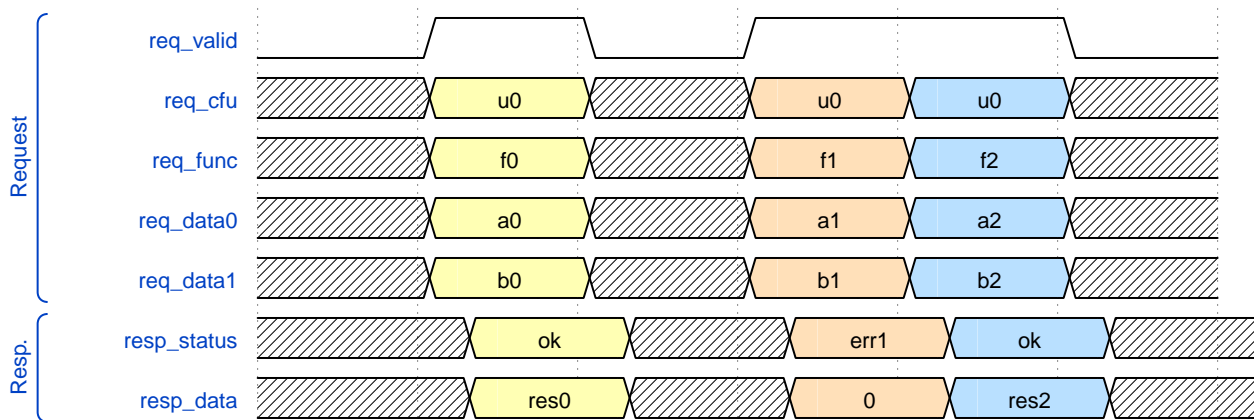 Request
req_valid
req_cfu u0 u0 u0
req_func f0 f1 f2
req_data0 a0 a1 a2
req_data1 b0 b1 b2
Resp.
resp_status ok err1 ok
resp_data res0 0 res2